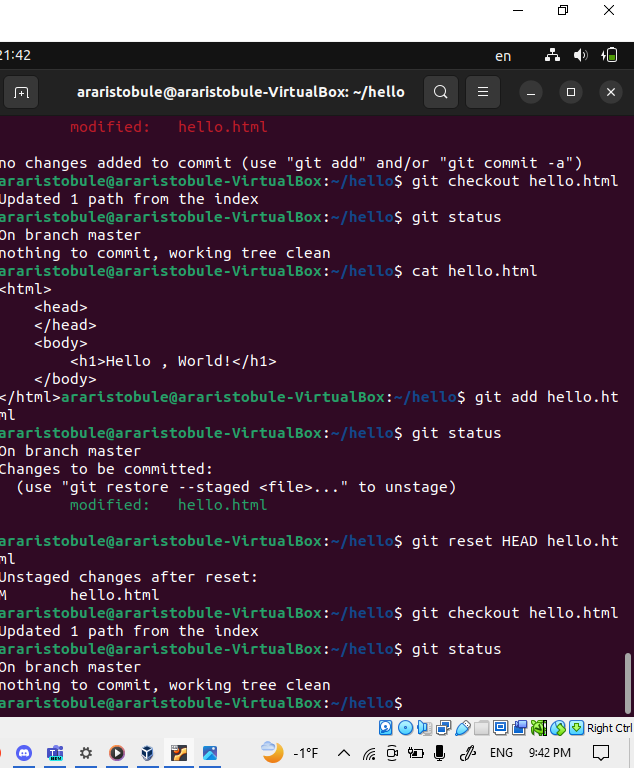 21:42
en
araristobule@araristobule-VirtualBox: ~/hello
modified: hello.html
no changes added to commit (use "git add" and/or "git commit -a")
araristobule@araristobule-VirtualBox:~/hello$ git checkout hello.html
Updated 1 path from the index
araristobule@araristobule-VirtualBox:~/hello$ git status
On branch master
nothing to commit, working tree clean
araristobule@araristobule-VirtualBox:~/hello$ cat hello.html
<html>
    <head>
    </head>
    <body>
        <h1>Hello , World!</h1>
    </body>
</html>araristobule@araristobule-VirtualBox:~/hello$ git add hello.ht
ml
araristobule@araristobule-VirtualBox:~/hello$ git status
On branch master
Changes to be committed:
  (use "git restore --staged <file>..." to unstage)
        modified:   hello.html
araristobule@araristobule-VirtualBox:~/hello$ git reset HEAD hello.ht
ml
Unstaged changes after reset:
M       hello.html
araristobule@araristobule-VirtualBox:~/hello$ git checkout hello.html
Updated 1 path from the index
araristobule@araristobule-VirtualBox:~/hello$ git status
On branch master
nothing to commit, working tree clean
araristobule@araristobule-VirtualBox:~/hello$
Right Ctrl
-1°F
ENG
9:42 PM